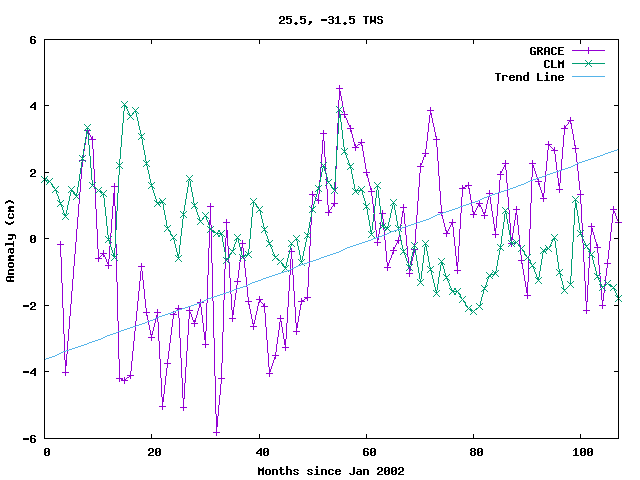 25.5, -31.5 TWS
GRACE
CLM
Trend Line
6
4
2
0
-2
-4
-6
Anomaly (cm)
0 20 40 60 80 100
Months since Jan 2002